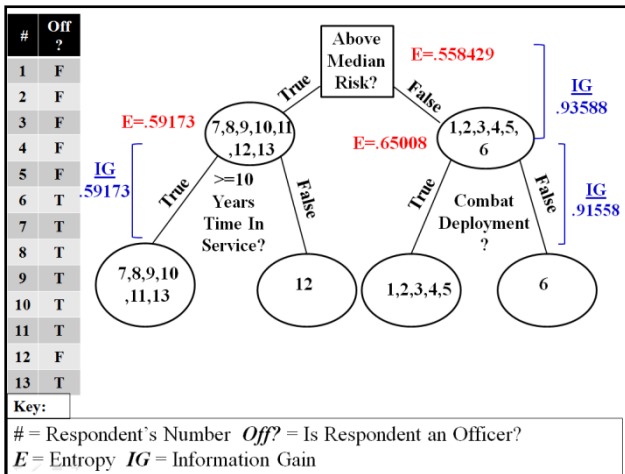 # Off ?
1 F
2 F
3 F
4 F
5 F
6 T
7 T
8 T
9 T
10 T
11 T
12 F
13 T
Above
Median
Risk?
E=.558429
True
False
IG
.93588
E=.59173
7,8,9,10,11
,12,13
E=.65008
1,2,3,4,5,
6
IG
.59173
True
>=10
Years
Time In
Service?
False
True
Combat
Deployment
?
False
IG
.91558
7,8,9,10
,11,13
12
1,2,3,4,5
6
Key:
# = Respondent's Number Off? = Is Respondent an Officer?
E = Entropy IG = Information Gain